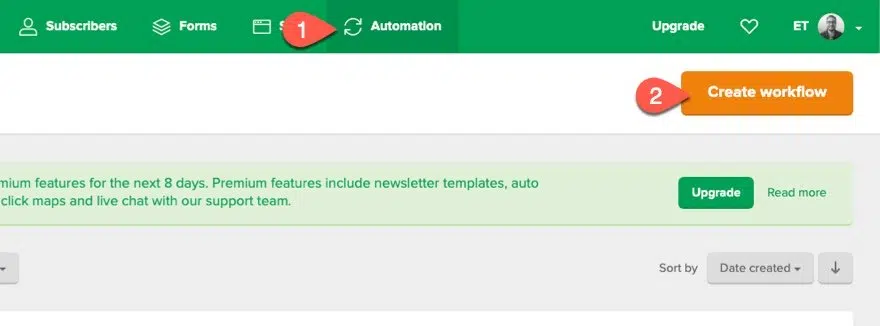 Subscribers Forms S 1 Automation Upgrade ET
2 Create workflow
mium features for the next 8 days. Premium features include newsletter templates, auto
click maps and live chat with our support team.
Upgrade Read more
Sort by Date created